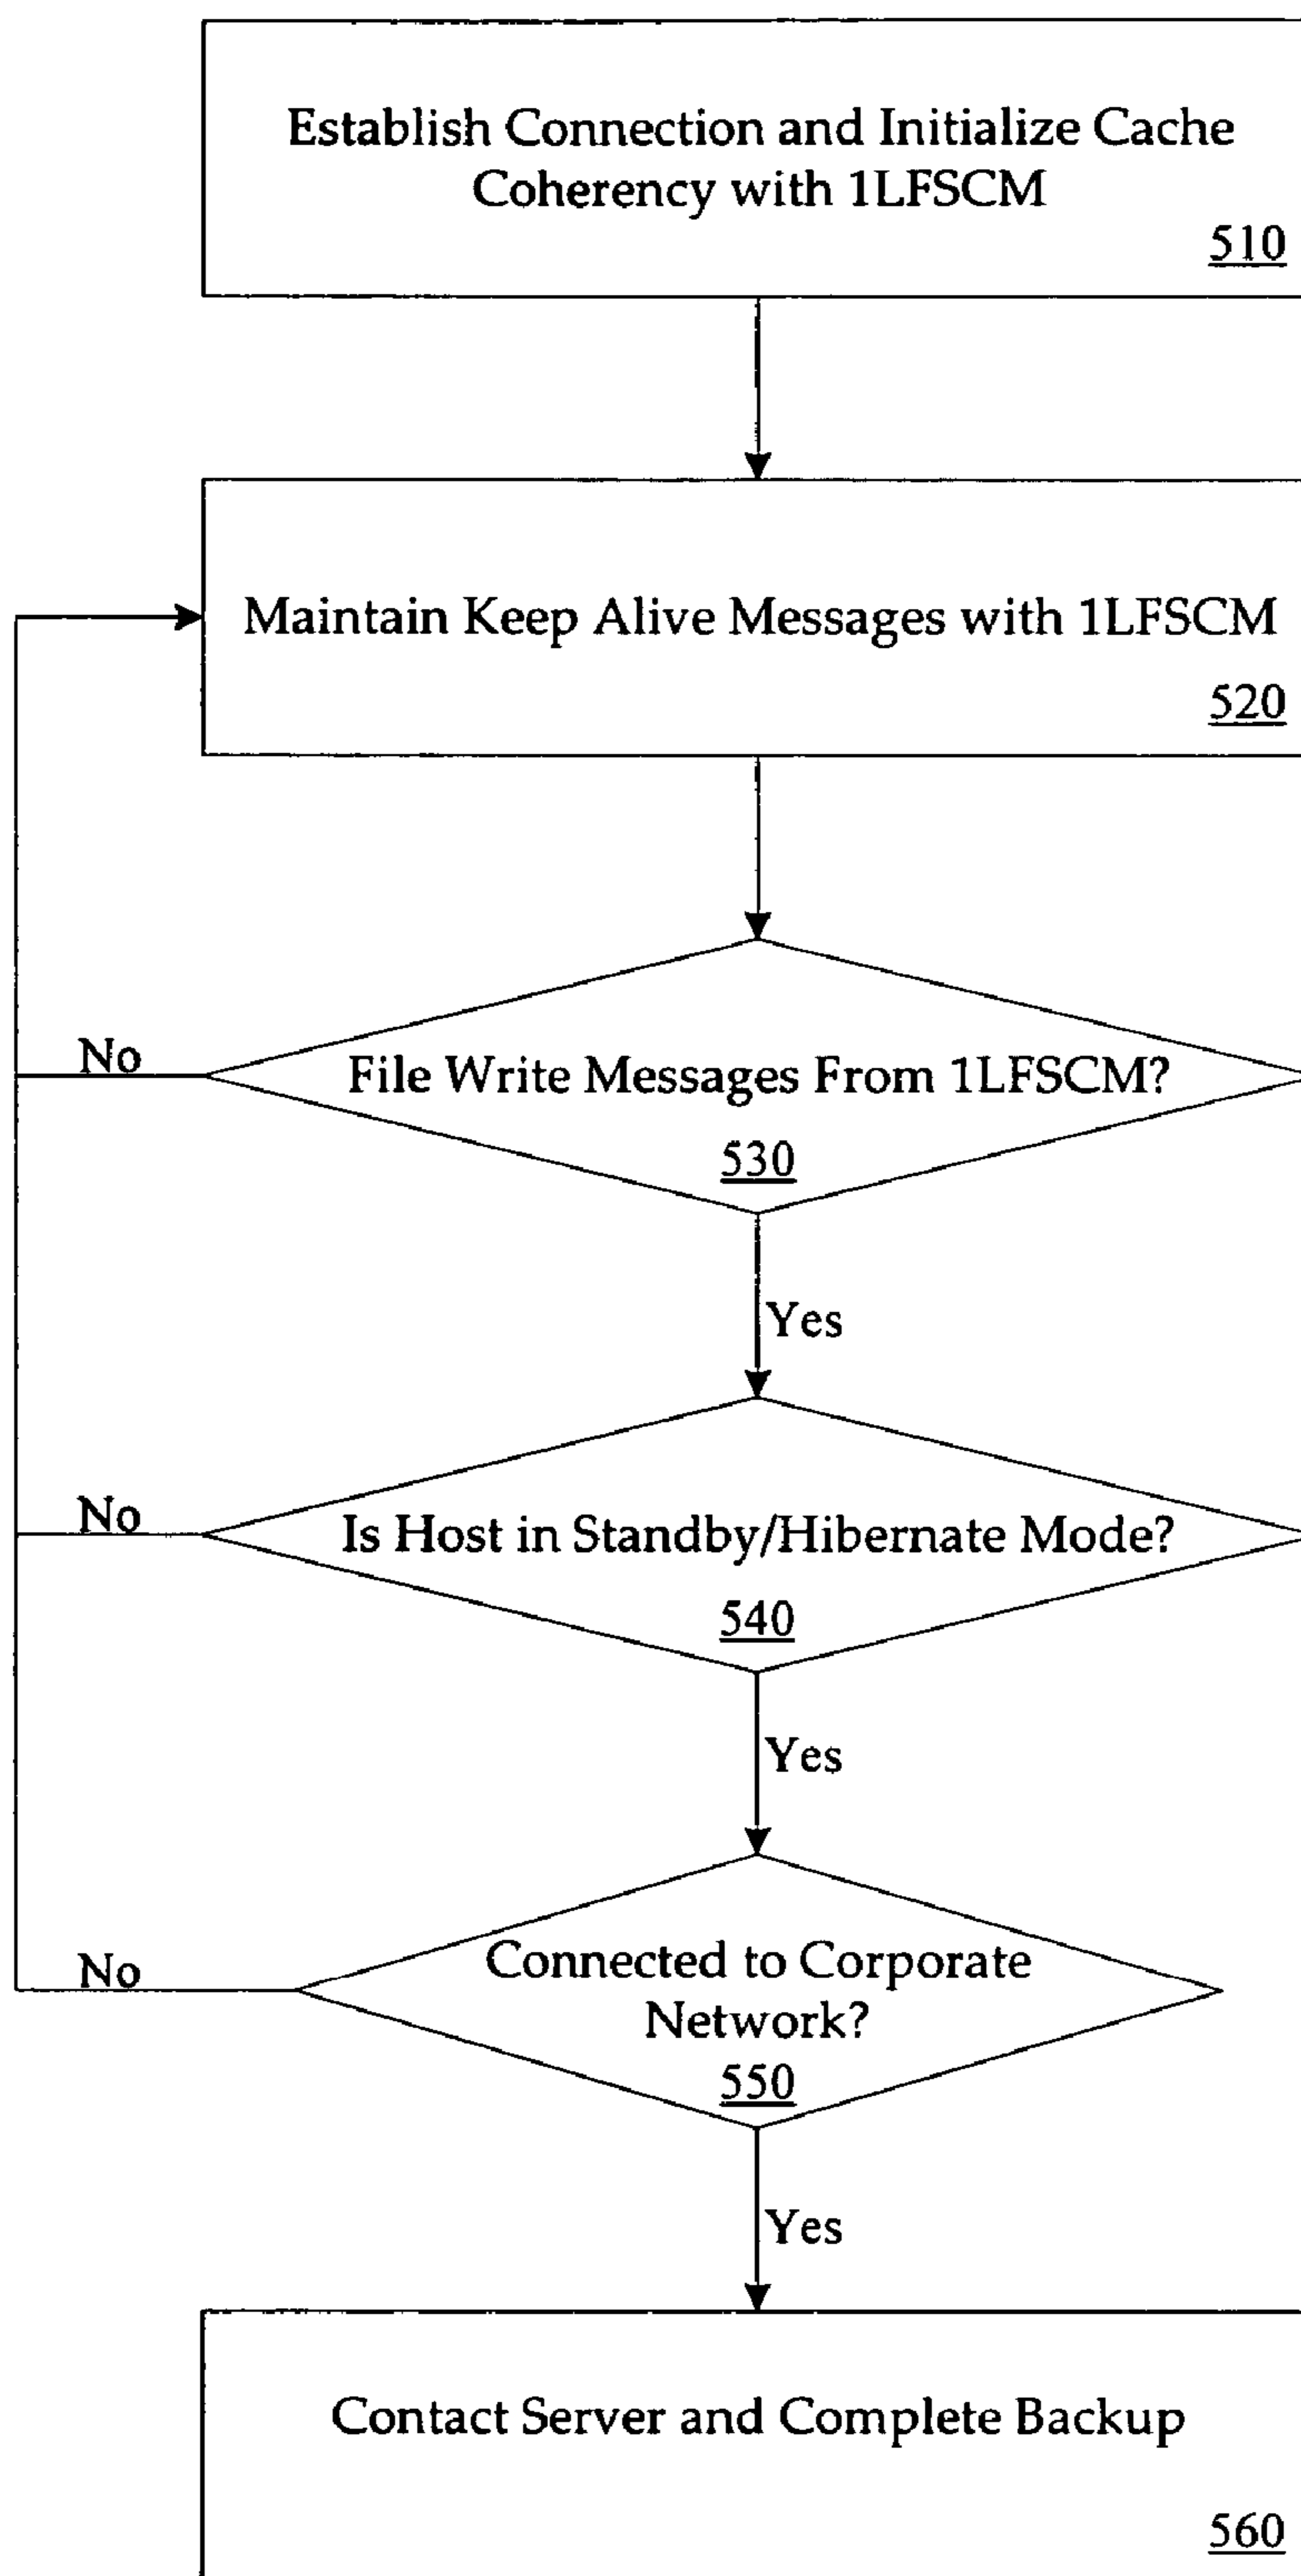 Establish Connection and Initialize Cache
Coherency with 1LFSCM
510
Maintain Keep Alive Messages with 1LFSCM
520
No
File Write Messages From 1LFSCM?
530
Yes
No
Is Host in Standby/Hibernate Mode?
540
Yes
No
Connected to Corporate
Network?
550
Yes
Contact Server and Complete Backup
560